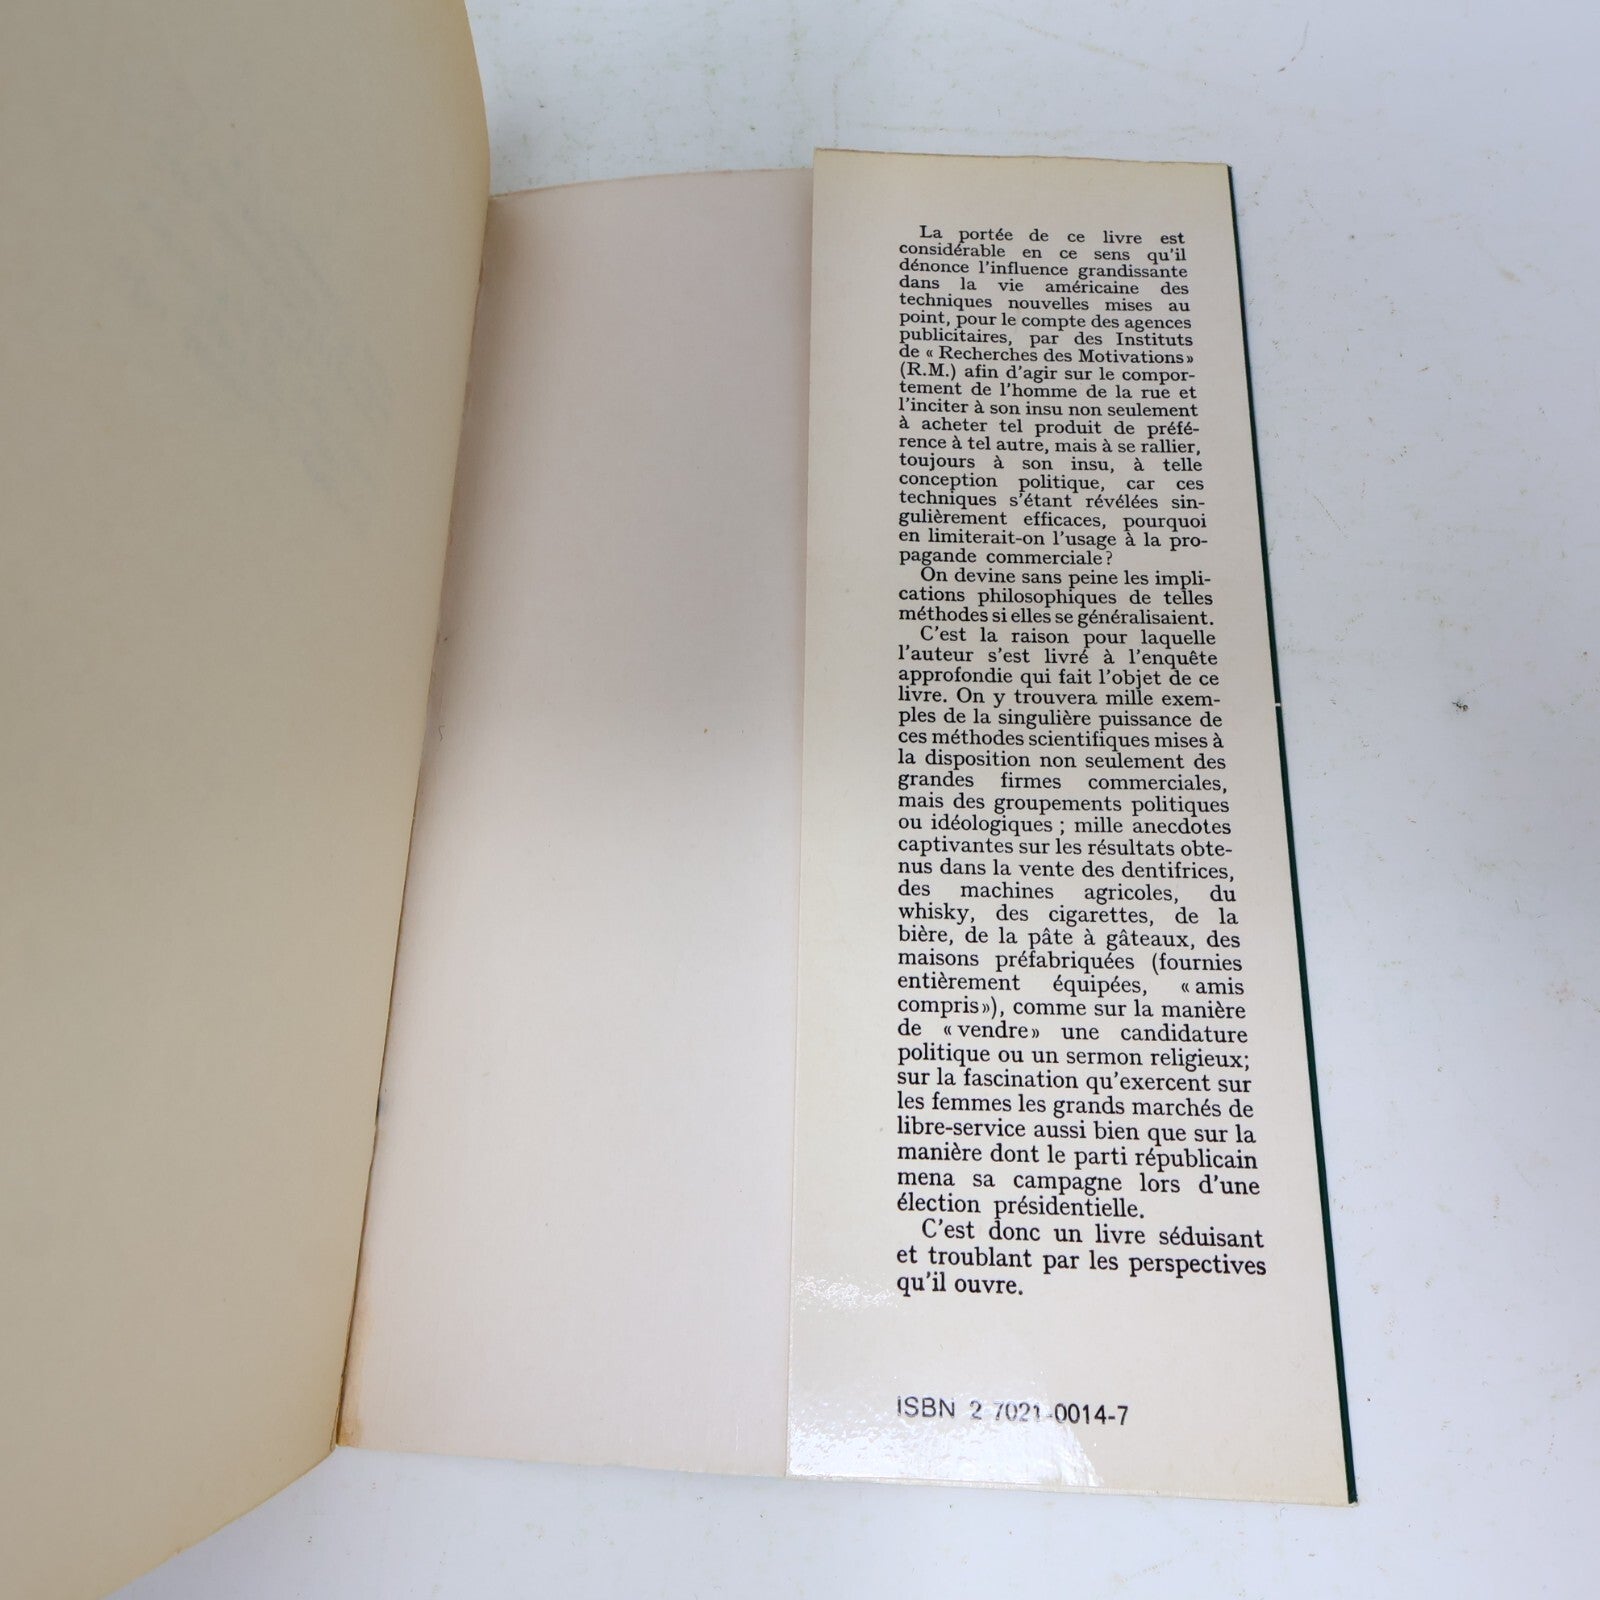 La portée de ce livre est
considérable en ce sens qu'il
dénonce l'influence grandissante
dans la vie américaine des
techniques nouvelles mises au
point, pour le compte des agences
publicitaires, par des Instituts
de « Recherches des Motivations »
(R.M.) afin d'agir sur le compor-
tement de l'homme de la rue et
l'inciter à son insu non seulement
à acheter tel produit de préfé-
rence à tel autre, mais à se rallier,
toujours à son insu, à telle
conception politique, car ces
techniques s'étant révélées sin-
gulièrement efficaces, pourquoi
en limiterait-on l'usage à la pro-
pagande commerciale ?
On devine sans peine les impli-
cations philosophiques de telles
méthodes si elles se généralisaient.
C'est la raison pour laquelle
l'auteur s'est livré à l'enquête
approfondie qui fait l'objet de ce
livre. On y trouvera mille exem-
ples de la singulière puissance de
ces méthodes scientifiques mises à
la disposition non seulement des
grandes firmes commerciales,
mais des groupements politiques
ou idéologiques ; mille anecdotes
captivantes sur les résultats obte-
nus dans la vente des dentifrices,
des machines agricoles, du
whisky, des cigarettes, de la
bière, de la pâte à gâteaux, des
maisons préfabriquées (fournies
entièrement équipées, « amis
compris »), comme sur la manière
de « vendre » une candidature
politique ou un sermon religieux;
sur la fascination qu'exercent sur
les femmes les grands marchés de
libre-service aussi bien que sur la
manière dont le parti républicain
mena sa campagne lors d'une
élection présidentielle.
C'est donc un livre séduisant
et troublant par les perspectives
qu'il ouvre.
ISBN 2-7021-0014-7